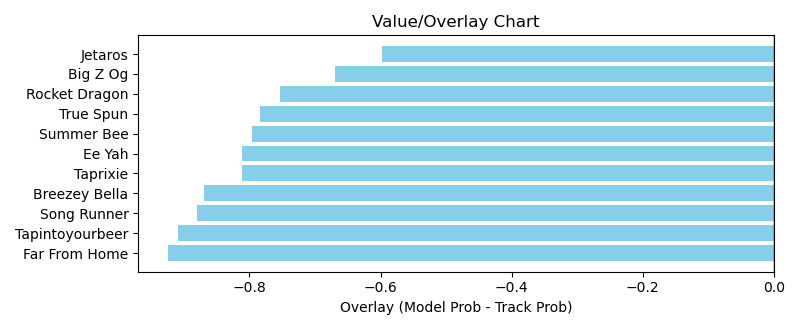 Value/Overlay Chart
Jetaros
Big Z Og
Rocket Dragon
True Spun
Summer Bee
Ee Yah
Taprixie
Breezey Bella
Song Runner
Tapintoyourbeer
Far From Home
−0.8 −0.6 −0.4 −0.2 0.0
Overlay (Model Prob - Track Prob)